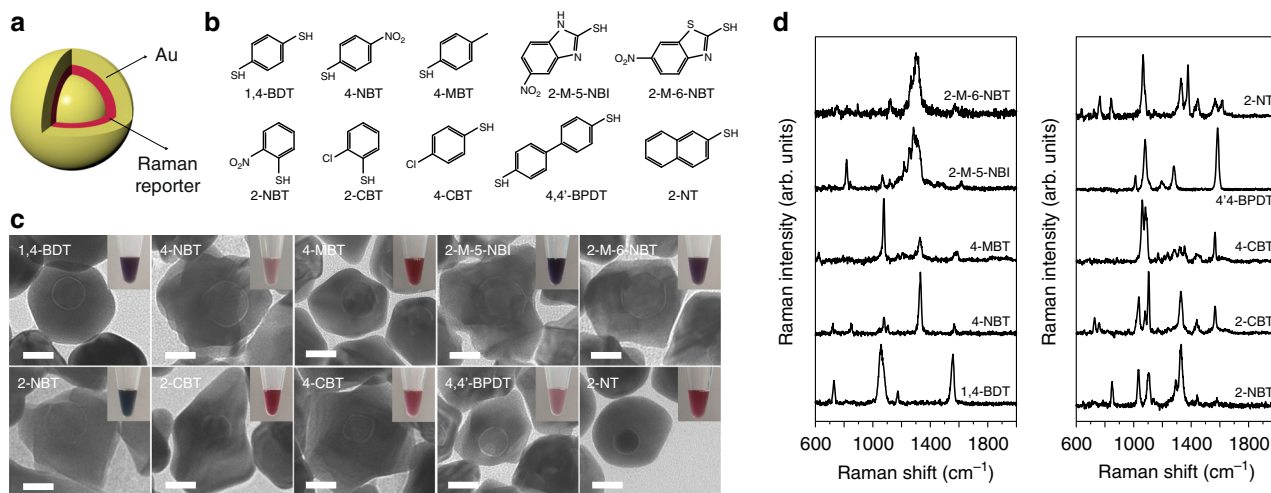 a
Au
Raman
reporter
b
SH
SH
1,4-BDT
NO2
SH
4-NBT
SH
4-MBT
H
N
SH
N
NO2
2-M-5-NBI
S
SH
O2N
N
2-M-6-NBT
NO2
SH
2-NBT
Cl
SH
2-CBT
SH
Cl
4-CBT
SH
SH
4,4'-BPDT
SH
2-NT
c
1,4-BDT
4-NBT
4-MBT
2-M-5-NBI
2-M-6-NBT
2-NBT
2-CBT
4-CBT
4,4'-BPDT
2-NT
d
Raman intensity (arb. units)
2-M-6-NBT
2-M-5-NBI
4-MBT
4-NBT
1,4-BDT
600 1000 1400 1800
Raman shift (cm−1)
Raman intensity (arb. units)
2-NT
4'4-BPDT
4-CBT
2-CBT
2-NBT
600 1000 1400 1800
Raman shift (cm−1)